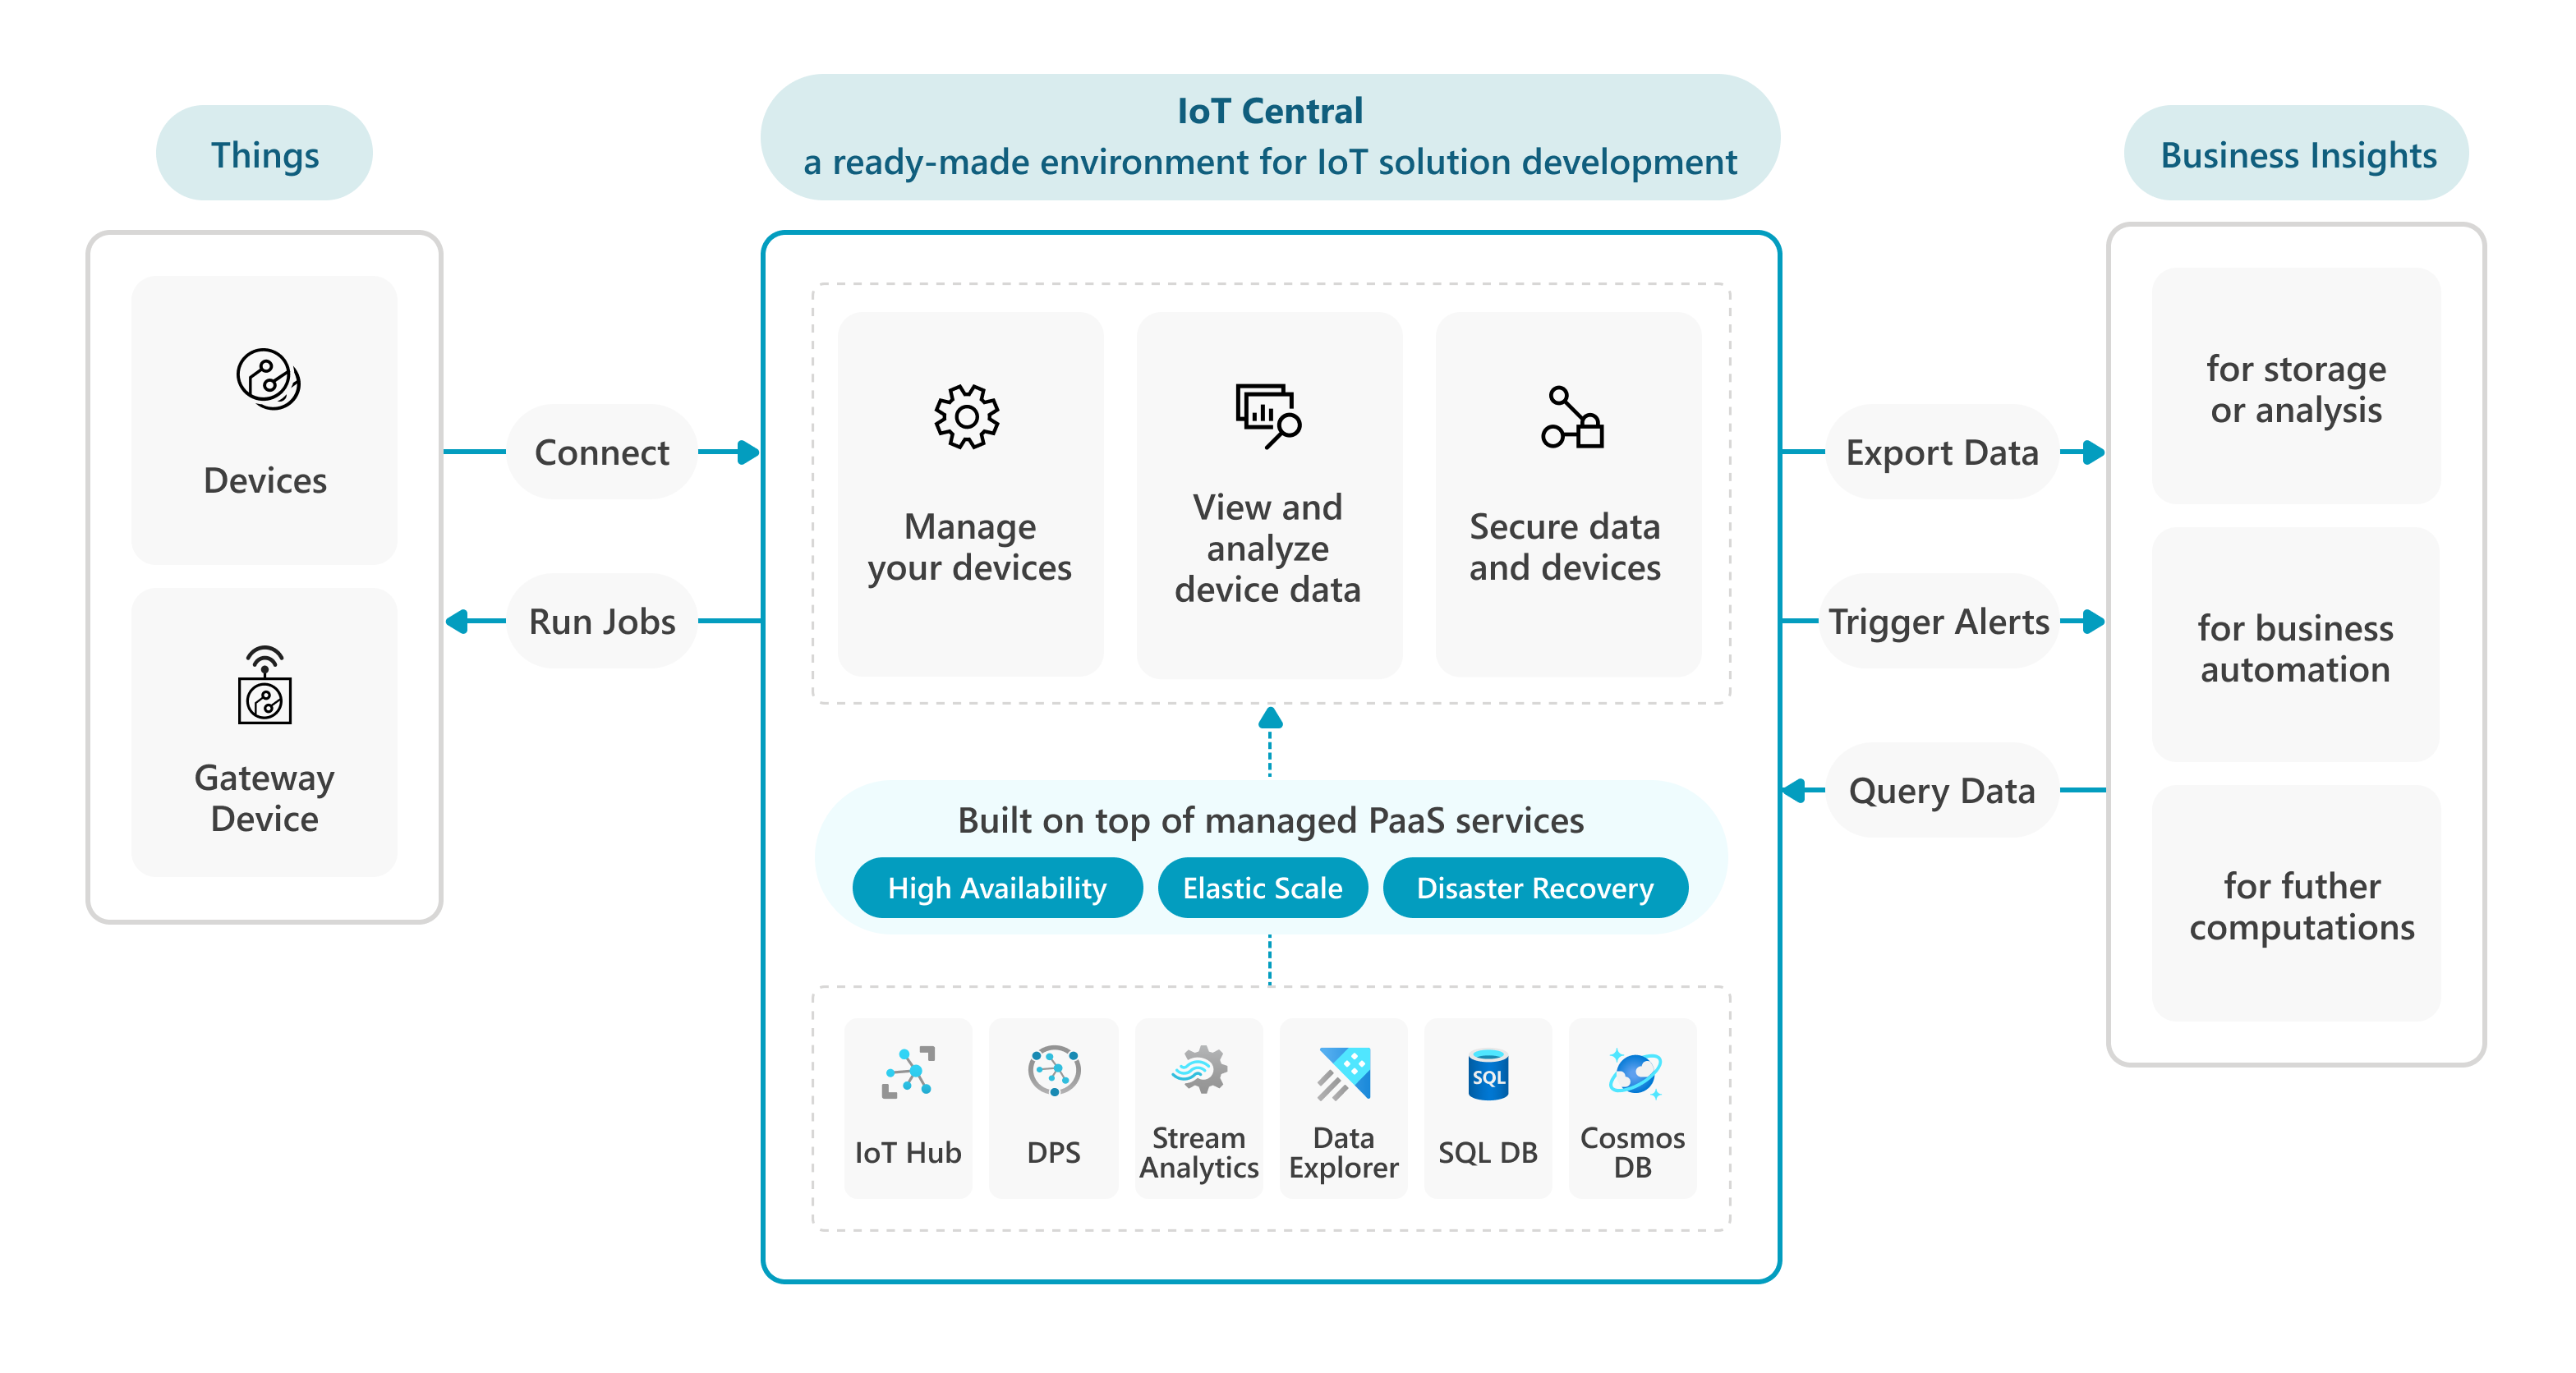 Things
Devices
Gateway
Device
Connect
Run Jobs
IoT Central
a ready-made environment for IoT solution development
Manage
your devices
View and
analyze
device data
Secure data
and devices
Built on top of managed PaaS services
High Availability
Elastic Scale
Disaster Recovery
IoT Hub
DPS
Stream
Analytics
Data
Explorer
SQL
SQL DB
Cosmos
DB
Export Data
Trigger Alerts
Query Data
Business Insights
for storage
or analysis
for business
automation
for futher
computations